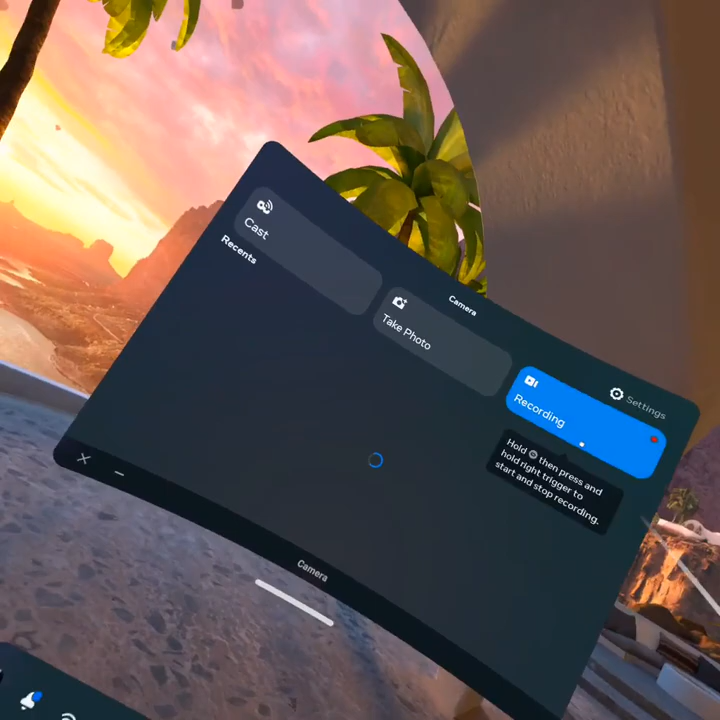 Camera
Settings
Cast
Take Photo
Recording
Recents
Hold then press and
hold right trigger to
start and stop recording.
Camera